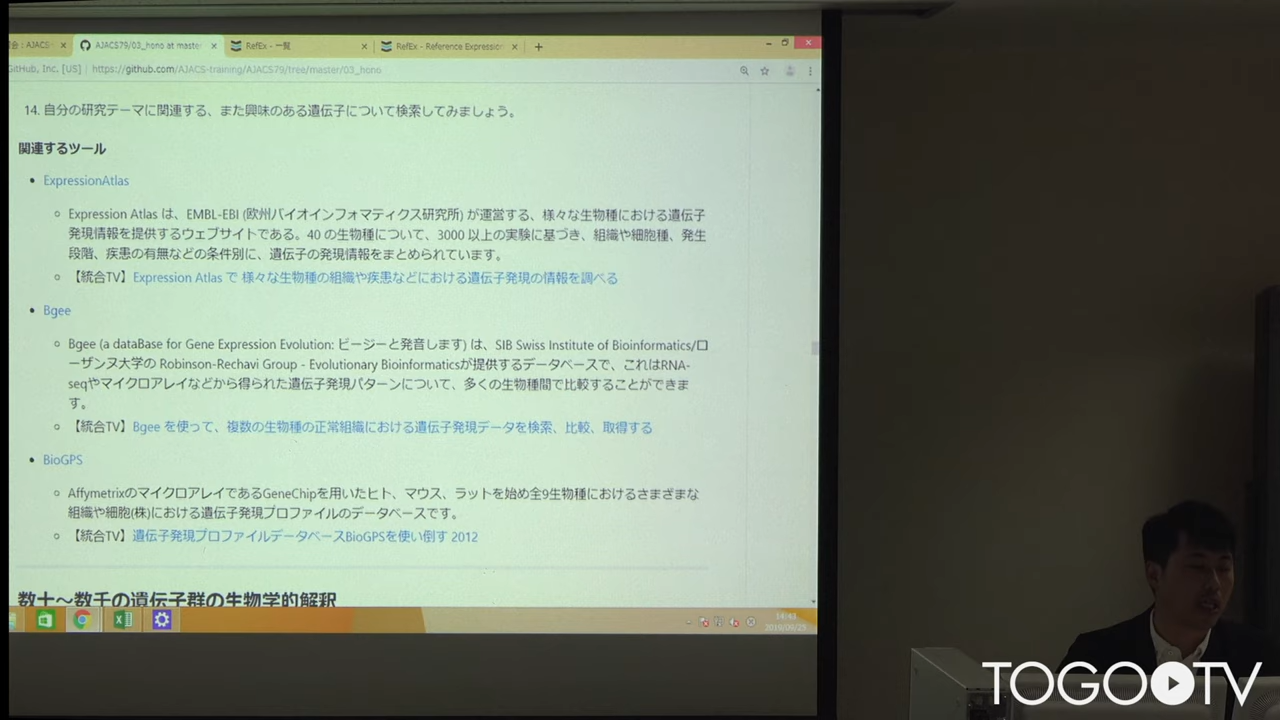 AJACS79/03_hono at master
RefEx - 一覧
RefEx - Reference Expression
GitHub, Inc. [US] | https://github.com/AJACS-training/AJACS79/tree/master/03_hono
14. 自分の研究テーマに関連する、また興味のある遺伝子について検索してみましょう。
関連するツール
ExpressionAtlas
Expression Atlas は、EMBL-EBI (欧州バイオインフォマティクス研究所) が運営する、様々な生物種における遺伝子
発現情報を提供するウェブサイトである。40 の生物種について、3000 以上の実験に基づき、組織や細胞種、発生
段階、疾患の有無などの条件別に、遺伝子の発現情報をまとめられています。
【統合TV】Expression Atlas で 様々な生物種の組織や疾患などにおける遺伝子発現の情報を調べる
Bgee
Bgee (a dataBase for Gene Expression Evolution: ビージーと発音します) は、SIB Swiss Institute of Bioinformatics/ロ
ーザンヌ大学の Robinson-Rechavi Group - Evolutionary Bioinformaticsが提供するデータベースで、これはRNA-
seqやマイクロアレイなどから得られた遺伝子発現パターンについて、多くの生物種間で比較することができま
す。
【統合TV】Bgee を使って、複数の生物種の正常組織における遺伝子発現データを検索、比較、取得する
BioGPS
AffymetrixのマイクロアレイであるGeneChipを用いたヒト、マウス、ラットを始め全9生物種におけるさまざまな
組織や細胞(株)における遺伝子発現プロファイルのデータベースです。
【統合TV】遺伝子発現プロファイルデータベースBioGPSを使い倒す 2012
数十～数千の遺伝子群の生物学的解釈
TOGO TV